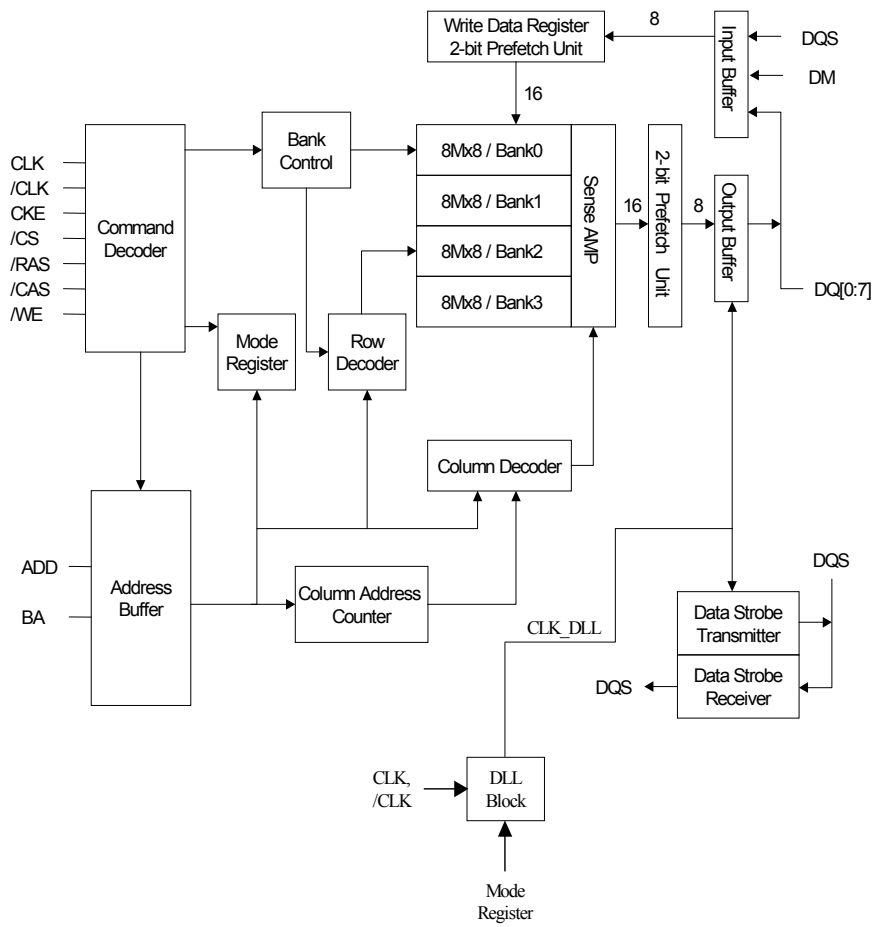 Write Data Register
2-bit Prefetch Unit
8
Input Buffer
DQS
DM
16
Bank
Control
8Mx8 / Bank0
8Mx8 / Bank1
8Mx8 / Bank2
8Mx8 / Bank3
Sense AMP
16
2-bit Prefetch Unit
8
Output Buffer
DQ[0:7]
CLK
/CLK
CKE
/CS
/RAS
/CAS
/WE
Command
Decoder
Mode
Register
Row
Decoder
Column Decoder
ADD
BA
Address
Buffer
Column Address
Counter
CLK_DLL
DQS
Data Strobe
Transmitter
Data Strobe
Receiver
DQS
CLK,
/CLK
DLL
Block
Mode
Register